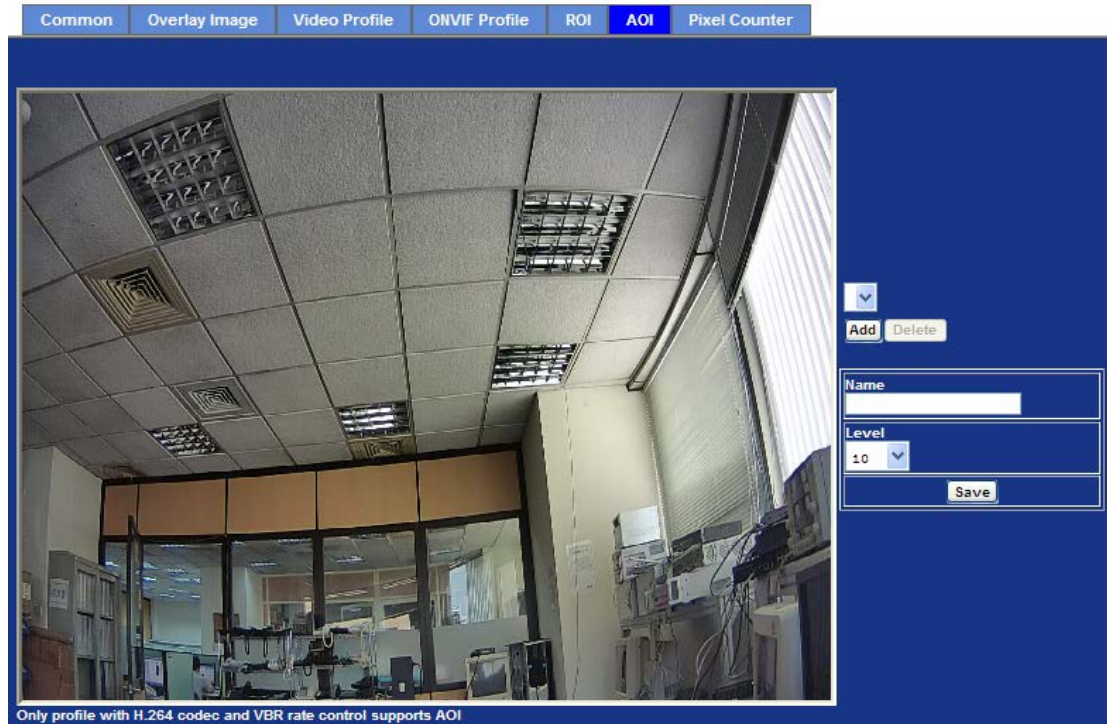 Common Overlay Image Video Profile ONVIF Profile ROI AOI Pixel Counter
Add Delete
Name
Level
10
Save
Only profile with H.264 codec and VBR rate control supports AOI